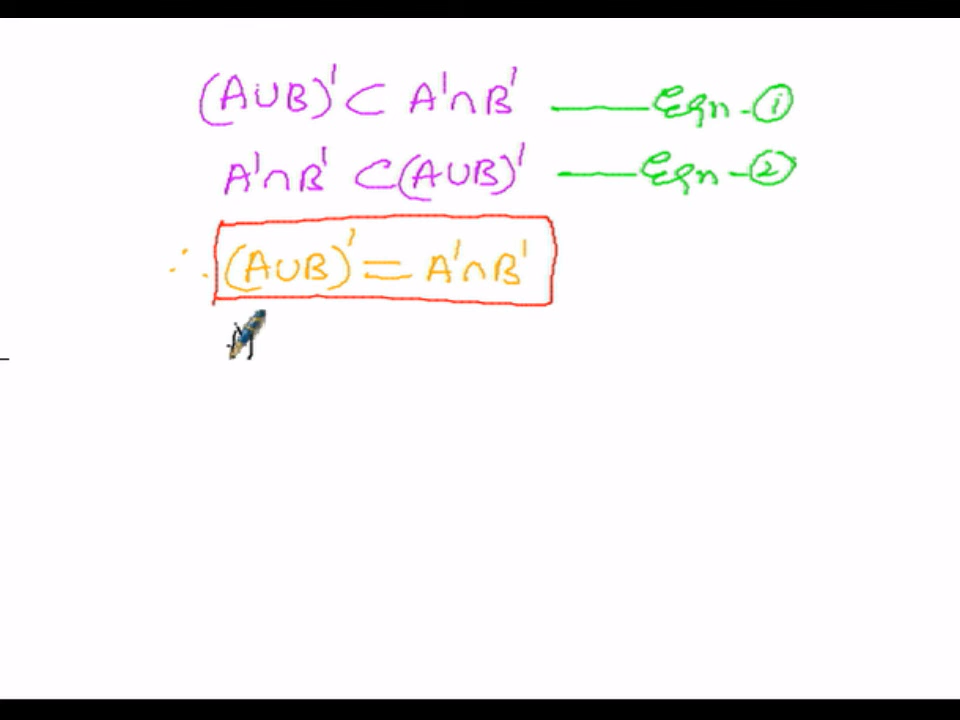 (A∪B)' ⊂ A'∩B' —— Eqn-①
A'∩B' ⊂ (A∪B)' —— Eqn-②
∴ (A∪B)' = A'∩B'